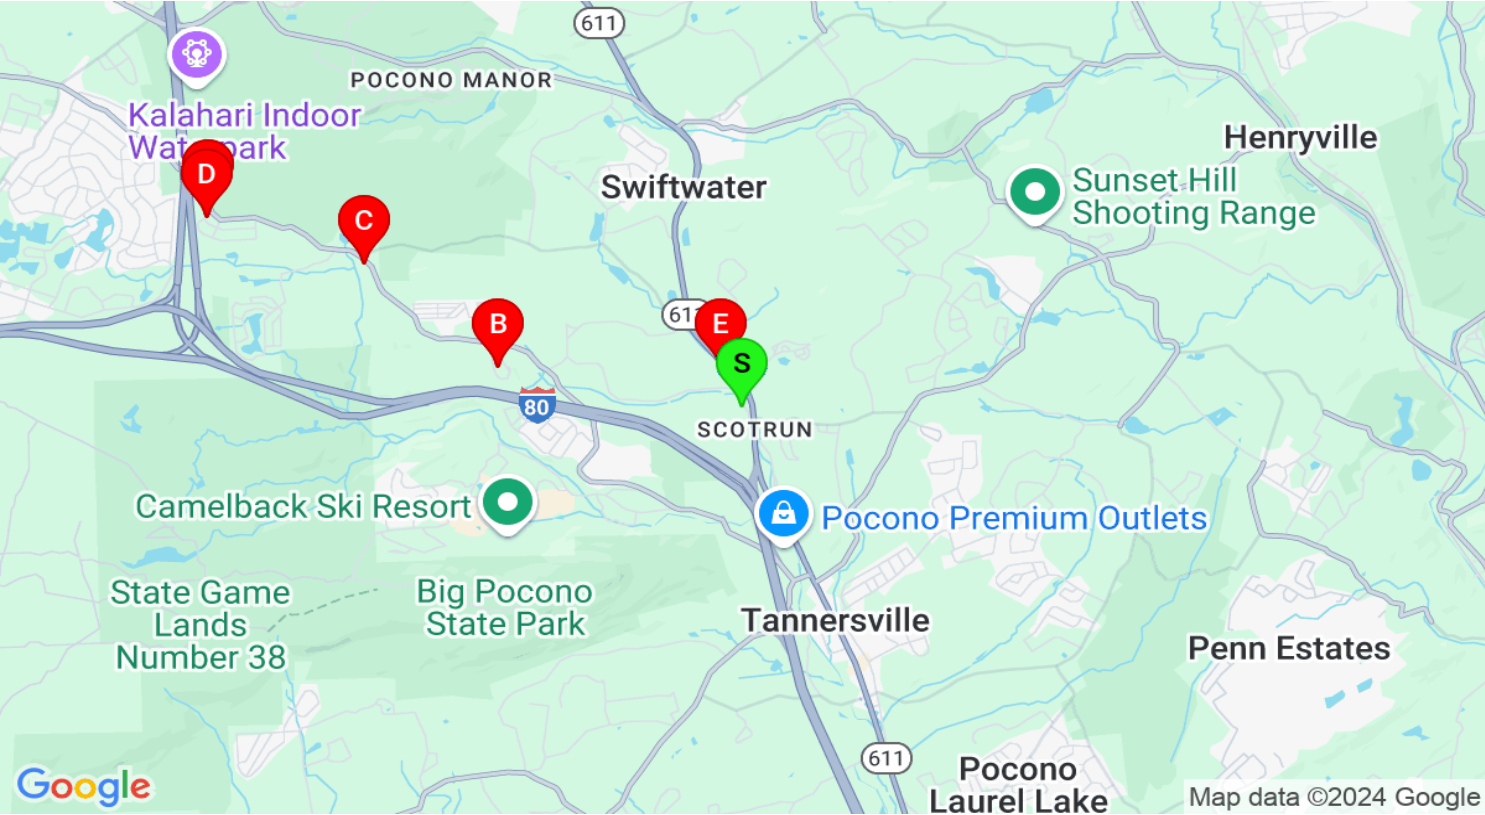 611
POCONO MANOR
Kalahari Indoor
Henryville
Sunset Hill
Shooting Range
Swiftwater
D
C
B
E
S
80
SCOTRUN
Camelback Ski Resort
Pocono Premium Outlets
State Game
Lands
Number 38
Big Pocono
State Park
Tannersville
Penn Estates
611
Pocono
Laurel Lake
Google
Map data ©2024 Google